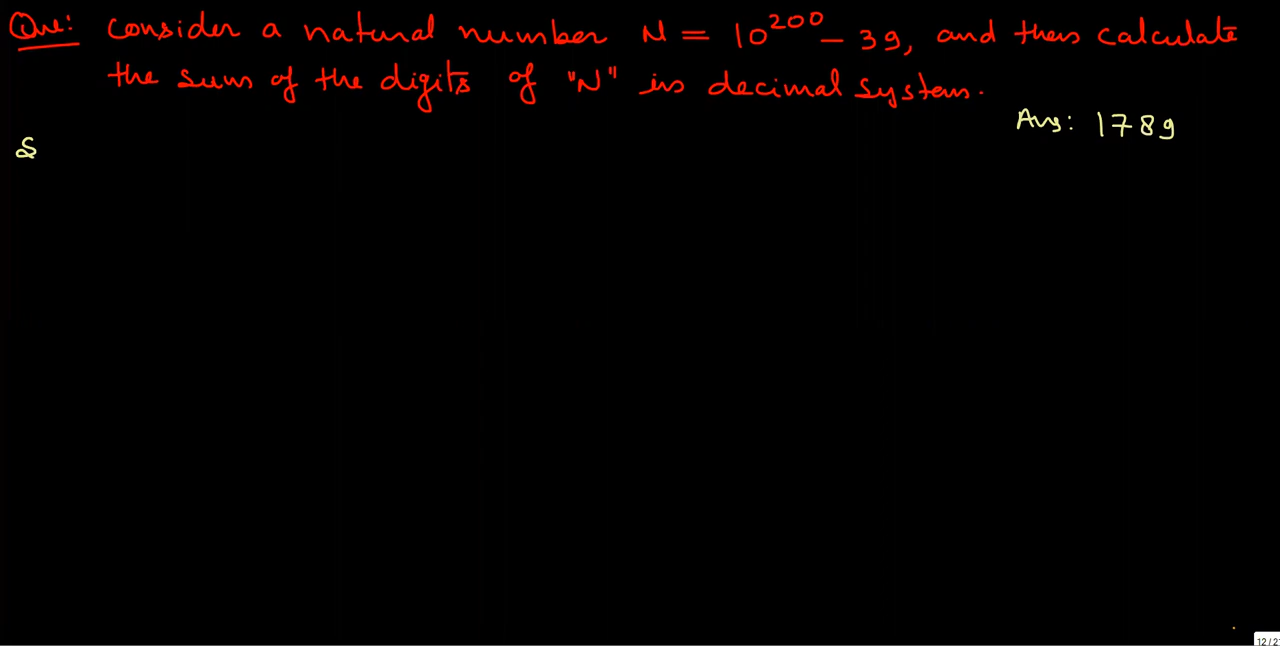 Que: Consider a natural number N = 10^200 - 39, and then calculate
the sum of the digits of "N" in decimal system.
Ans: 1789
S
12/2